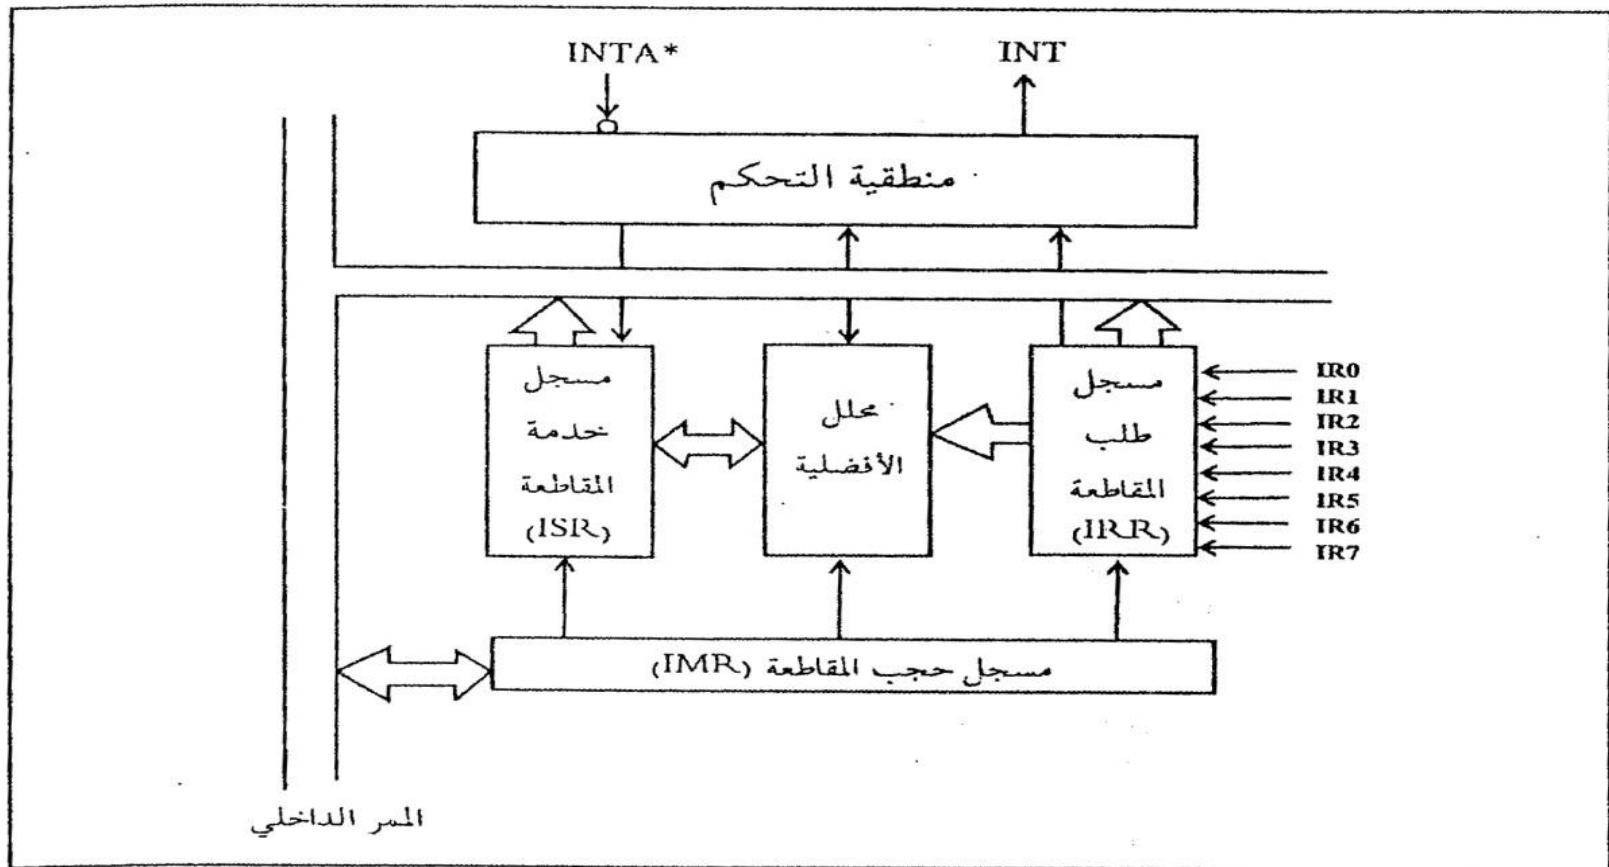 INTA*
INT
منطقية التحكم
مسجل
خدمة
المقاطعة
(ISR)
محلل
الأفضلية
مسجل
طلب
المقاطعة
(IRR)
IR0
IR1
IR2
IR3
IR4
IR5
IR6
IR7
مسجل حجب المقاطعة (IMR)
الممر الداخلي